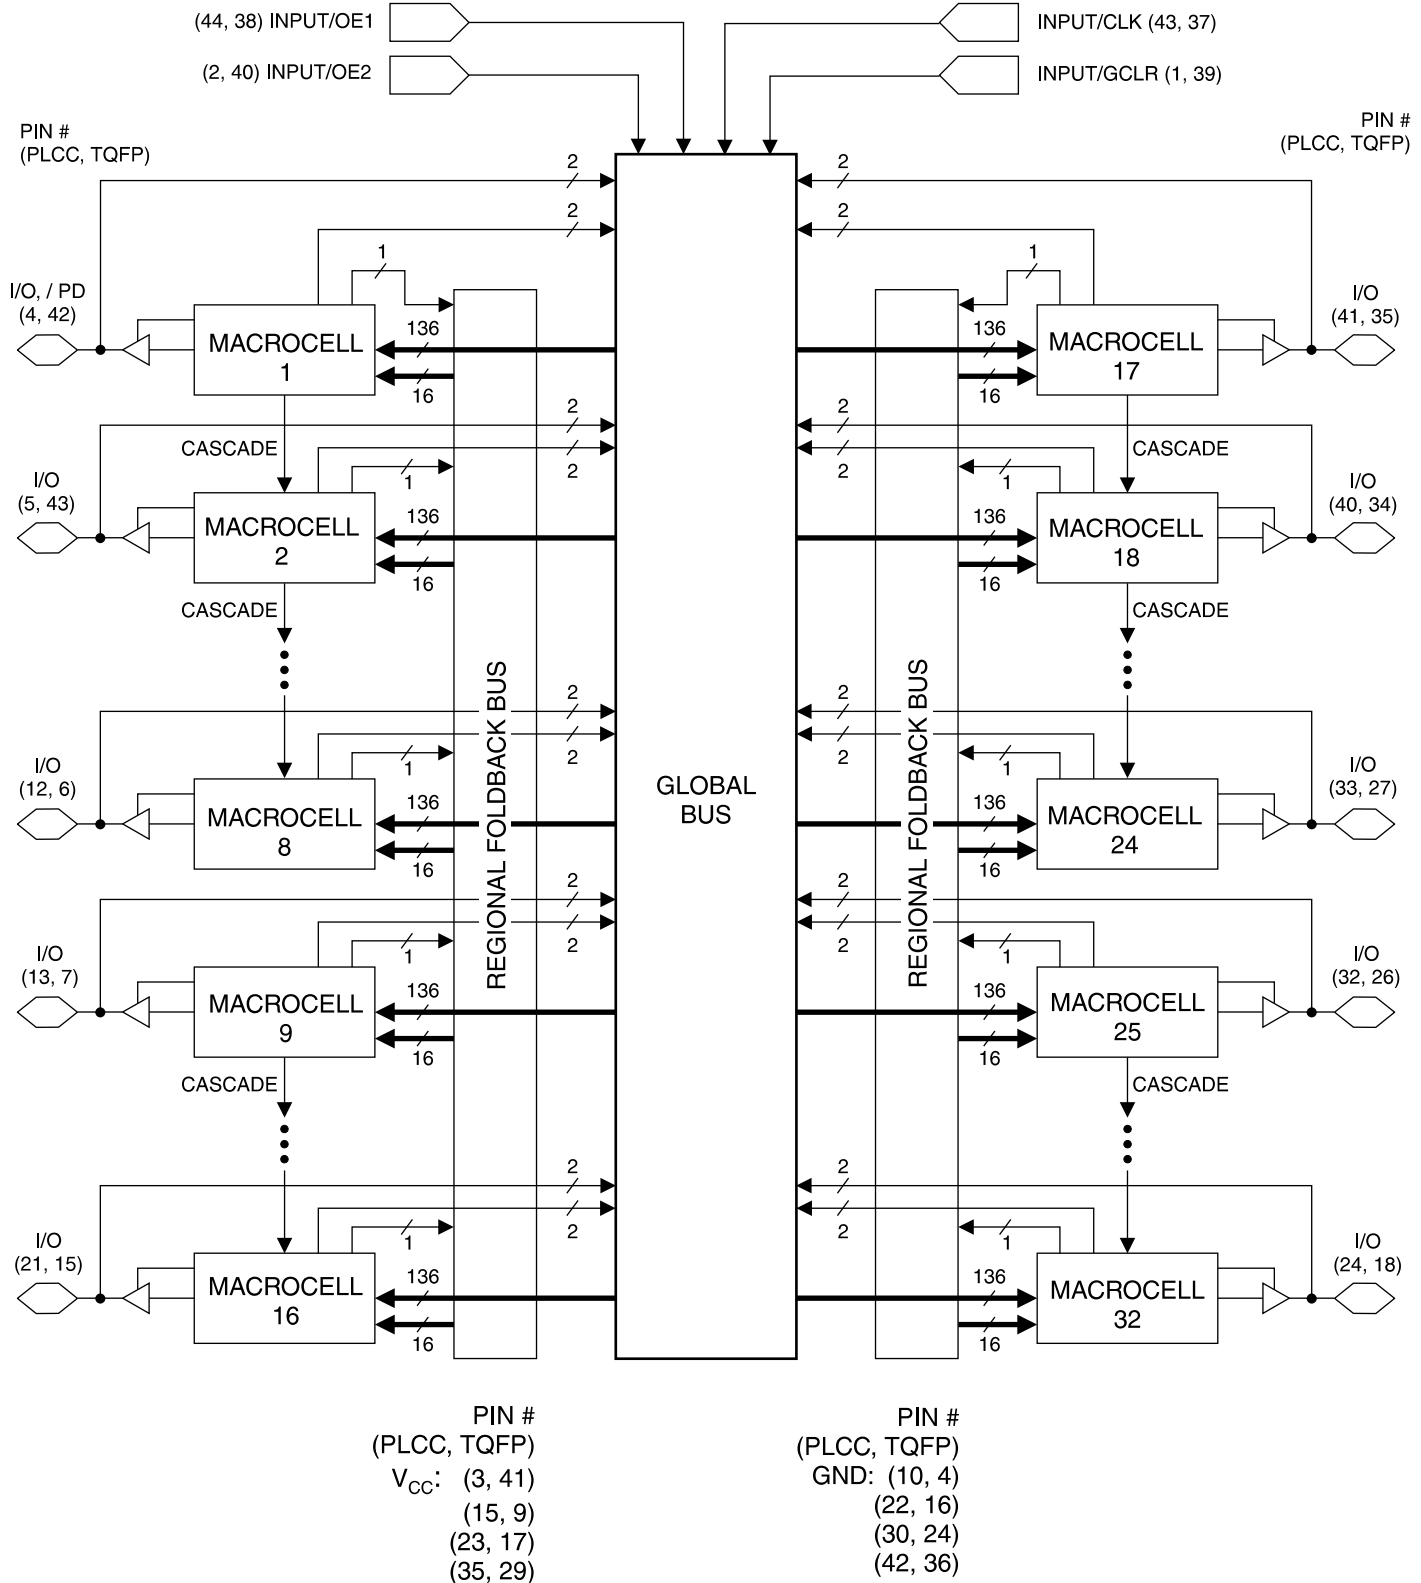 (44, 38) INPUT/OE1
INPUT/CLK (43, 37)
(2, 40) INPUT/OE2
INPUT/GCLR (1, 39)
PIN #
(PLCC, TQFP)
PIN #
(PLCC, TQFP)
2
2
2
2
1
1
I/O, / PD
(4, 42)
MACROCELL
1
136
16
136
16
MACROCELL
17
I/O
(41, 35)
CASCADE
2
2
1
2
2
1
CASCADE
I/O
(5, 43)
MACROCELL
2
136
16
136
16
MACROCELL
18
I/O
(40, 34)
CASCADE
CASCADE
REGIONAL FOLDBACK BUS
GLOBAL
BUS
REGIONAL FOLDBACK BUS
2
2
1
2
2
1
I/O
(12, 6)
MACROCELL
8
136
16
136
16
MACROCELL
24
I/O
(33, 27)
2
2
1
2
2
1
I/O
(13, 7)
MACROCELL
9
136
16
136
16
MACROCELL
25
I/O
(32, 26)
CASCADE
CASCADE
2
2
1
2
2
1
I/O
(21, 15)
MACROCELL
16
136
16
136
16
MACROCELL
32
I/O
(24, 18)
PIN #
(PLCC, TQFP)
VCC: (3, 41)
(15, 9)
(23, 17)
(35, 29)
PIN #
(PLCC, TQFP)
GND: (10, 4)
(22, 16)
(30, 24)
(42, 36)